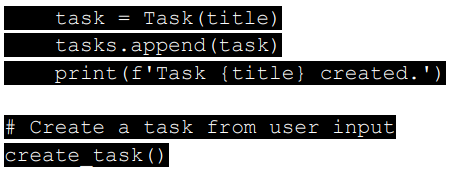 task = Task(title)
    tasks.append(task)
    print(f'Task {title} created.')

# Create a task from user input
create_task()